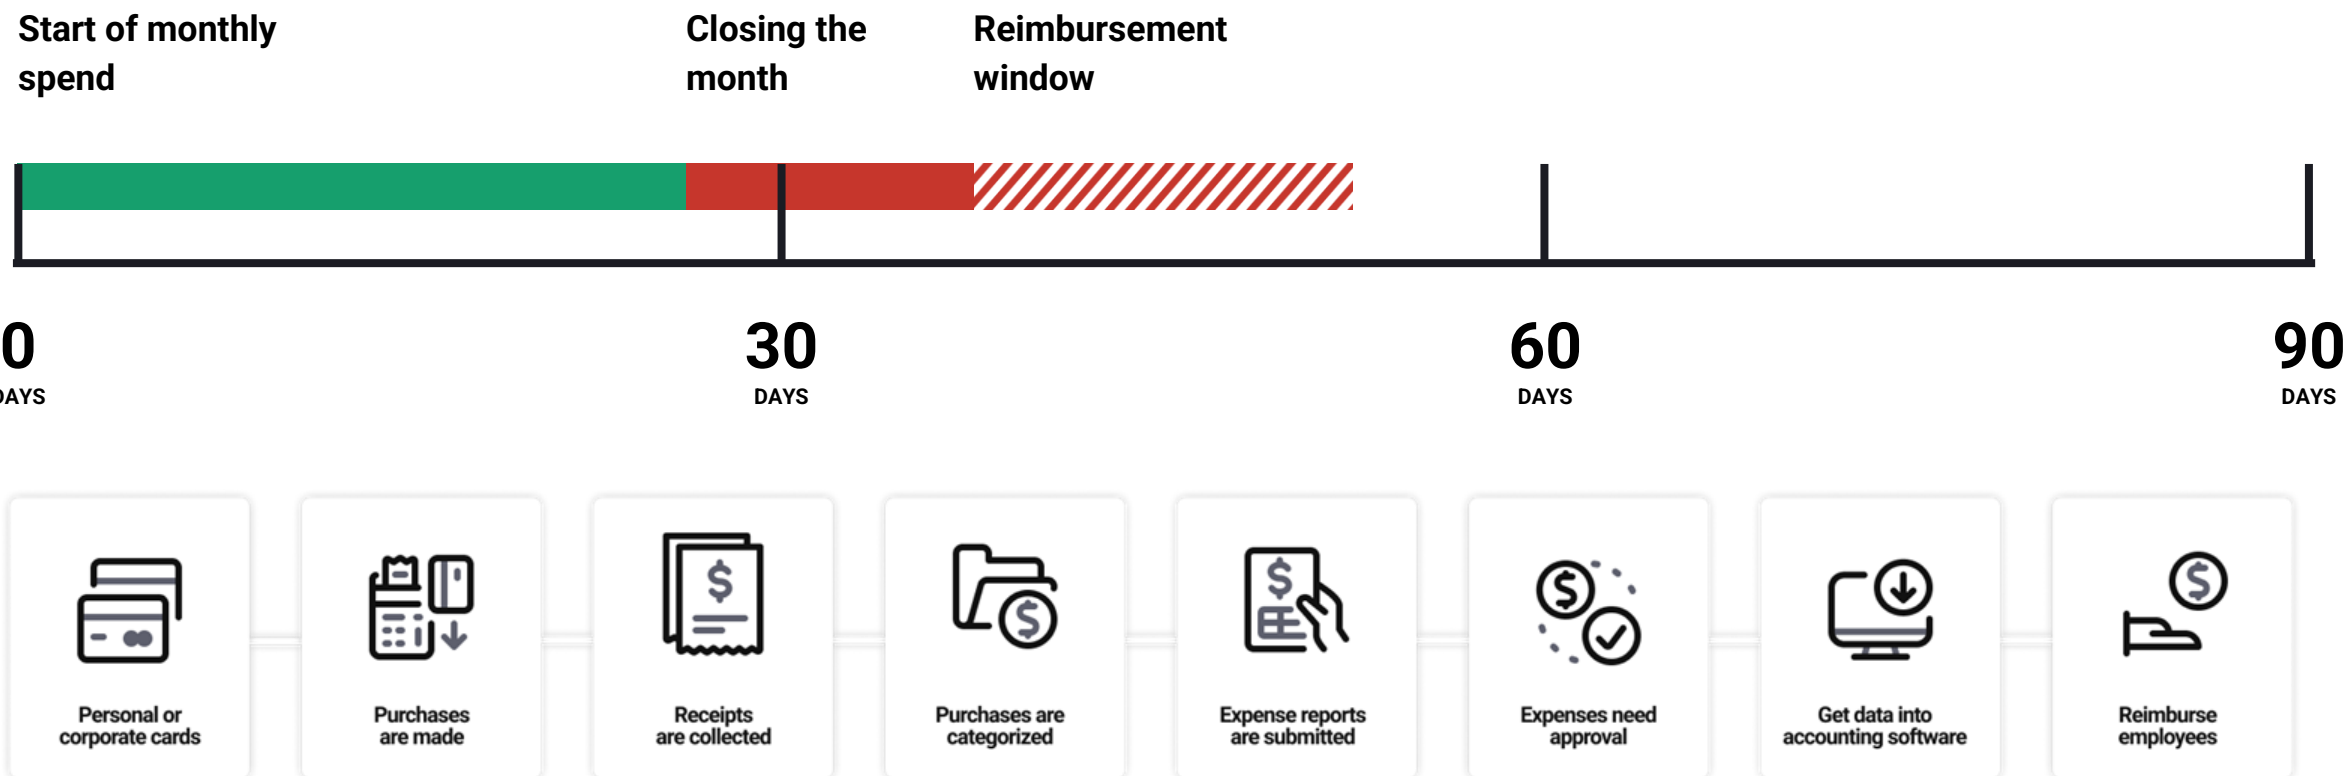 Start of monthly
spend
Closing the
month
Reimbursement
window
0
DAYS
30
DAYS
60
DAYS
90
DAYS
$
$
$
$
$
Personal or
corporate cards
Purchases
are made
Receipts
are collected
Purchases are
categorized
Expense reports
are submitted
Expenses need
approval
Get data into
accounting software
Reimburse
employees